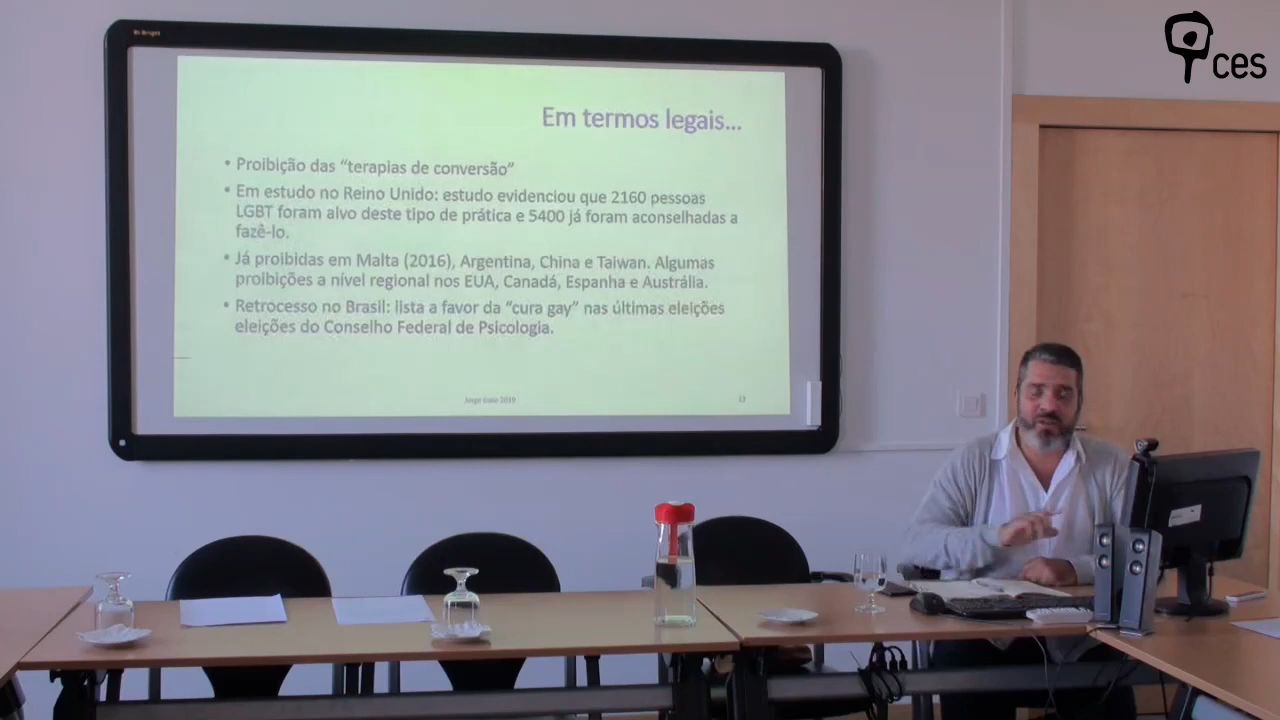 ces
Em termos legais...
• Proibição das “terapias de conversão”
• Em estudo no Reino Unido: estudo evidenciou que 2160 pessoas
LGBT foram alvo deste tipo de prática e 5400 já foram aconselhadas a
fazê-lo.
• Já proibidas em Malta (2016), Argentina, China e Taiwan. Algumas
proibições a nível regional nos EUA, Canadá, Espanha e Austrália.
• Retrocesso no Brasil: lista a favor da “cura gay” nas últimas eleições
eleições do Conselho Federal de Psicologia.
2019